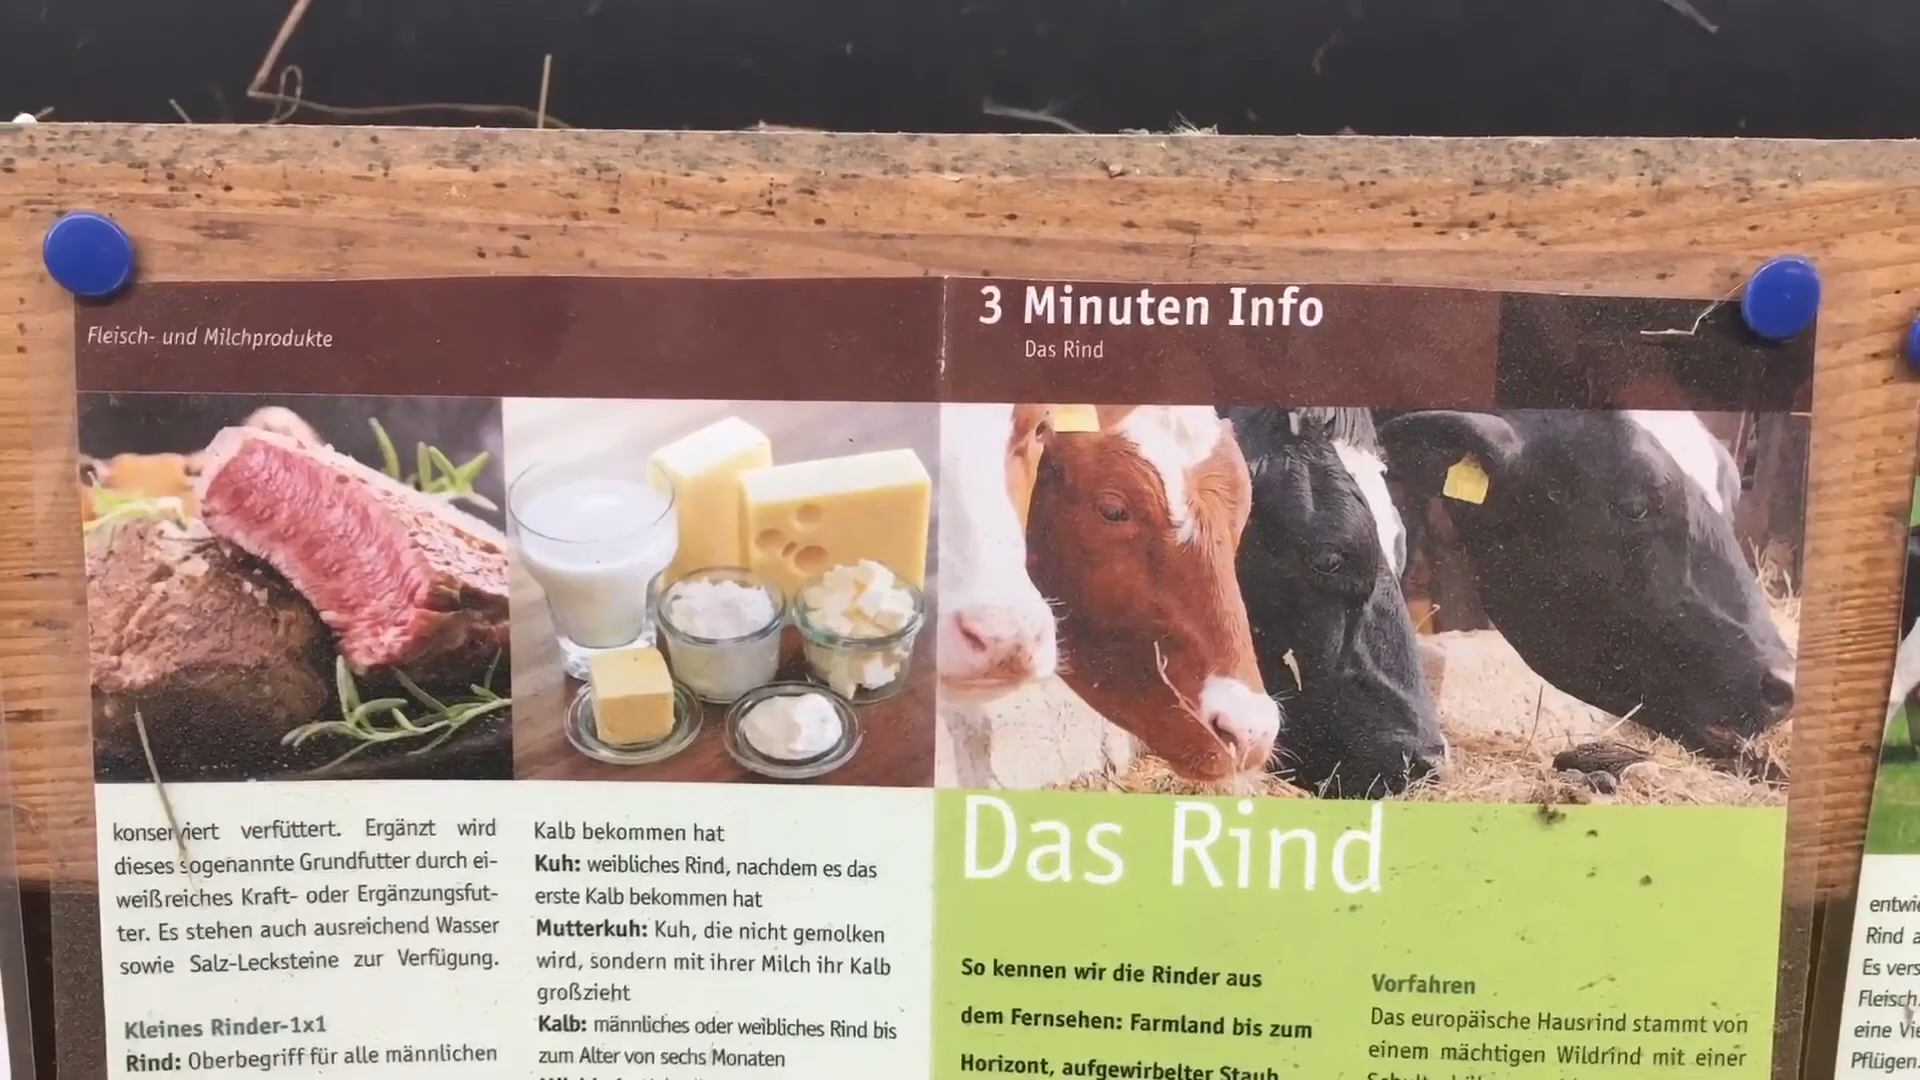 Fleisch- und Milchprodukte
3 Minuten Info
Das Rind
konserviert verfüttert. Ergänzt wird
dieses sogenannte Grundfutter durch ei-
weißreiches Kraft- oder Ergänzungsfut-
ter. Es stehen auch ausreichend Wasser
sowie Salz-Lecksteine zur Verfügung.
Kleines Rinder-1x1
Rind: Oberbegriff für alle männlichen
Kalb bekommen hat
Kuh: weibliches Rind, nachdem es das
erste Kalb bekommen hat
Mutterkuh: Kuh, die nicht gemolken
wird, sondern mit ihrer Milch ihr Kalb
großzieht
Kalb: männliches oder weibliches Rind bis
zum Alter von sechs Monaten
Das Rind
So kennen wir die Rinder aus
dem Fernsehen: Farmland bis zum
Horizont, aufgewirbelter Staub
Vorfahren
Das europäische Hausrind stammt von
einem mächtigen Wildrind mit einer
Rind
Es
Fleisch
eine
Pflügen